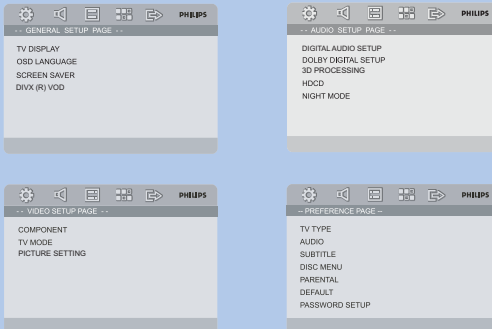 PHILIPS
-- GENERAL SETUP PAGE --
TV DISPLAY
OSD LANGUAGE
SCREEN SAVER
DIVX (R) VOD
PHILIPS
-- AUDIO SETUP PAGE --
DIGITAL AUDIO SETUP
DOLBY DIGITAL SETUP
3D PROCESSING
HDCD
NIGHT MODE
PHILIPS
-- VIDEO SETUP PAGE --
COMPONENT
TV MODE
PICTURE SETTING
PHILIPS
-- PREFERENCE PAGE --
TV TYPE
AUDIO
SUBTITLE
DISC MENU
PARENTAL
DEFAULT
PASSWORD SETUP